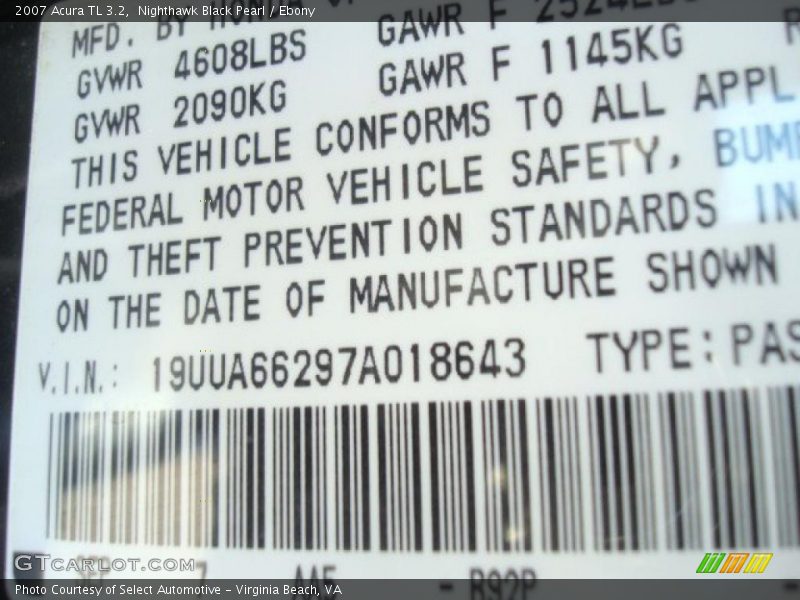 2007 Acura TL 3.2, Nighthawk Black Pearl / Ebony
MFD. BY
GVWR 4608LBS GAWR F
GVWR 2090KG GAWR F 1145KG
THIS VEHICLE CONFORMS TO ALL APPL
FEDERAL MOTOR VEHICLE SAFETY, BUM
AND THEFT PREVENTION STANDARDS IN
ON THE DATE OF MANUFACTURE SHOWN
V.I.N.: 19UUA66297A018643 TYPE: PAS
GTCARLOT.COM
R92P
Photo Courtesy of Select Automotive - Virginia Beach, VA